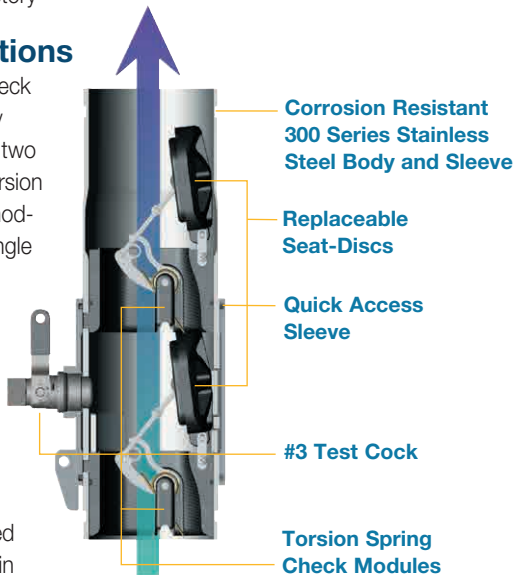 tions
eck
two
rsion
nod-
ngle
Corrosion Resistant
300 Series Stainless
Steel Body and Sleeve
Replaceable
Seat-Discs
Quick Access
Sleeve
#3 Test Cock
ed
in
Torsion Spring
Check Modules